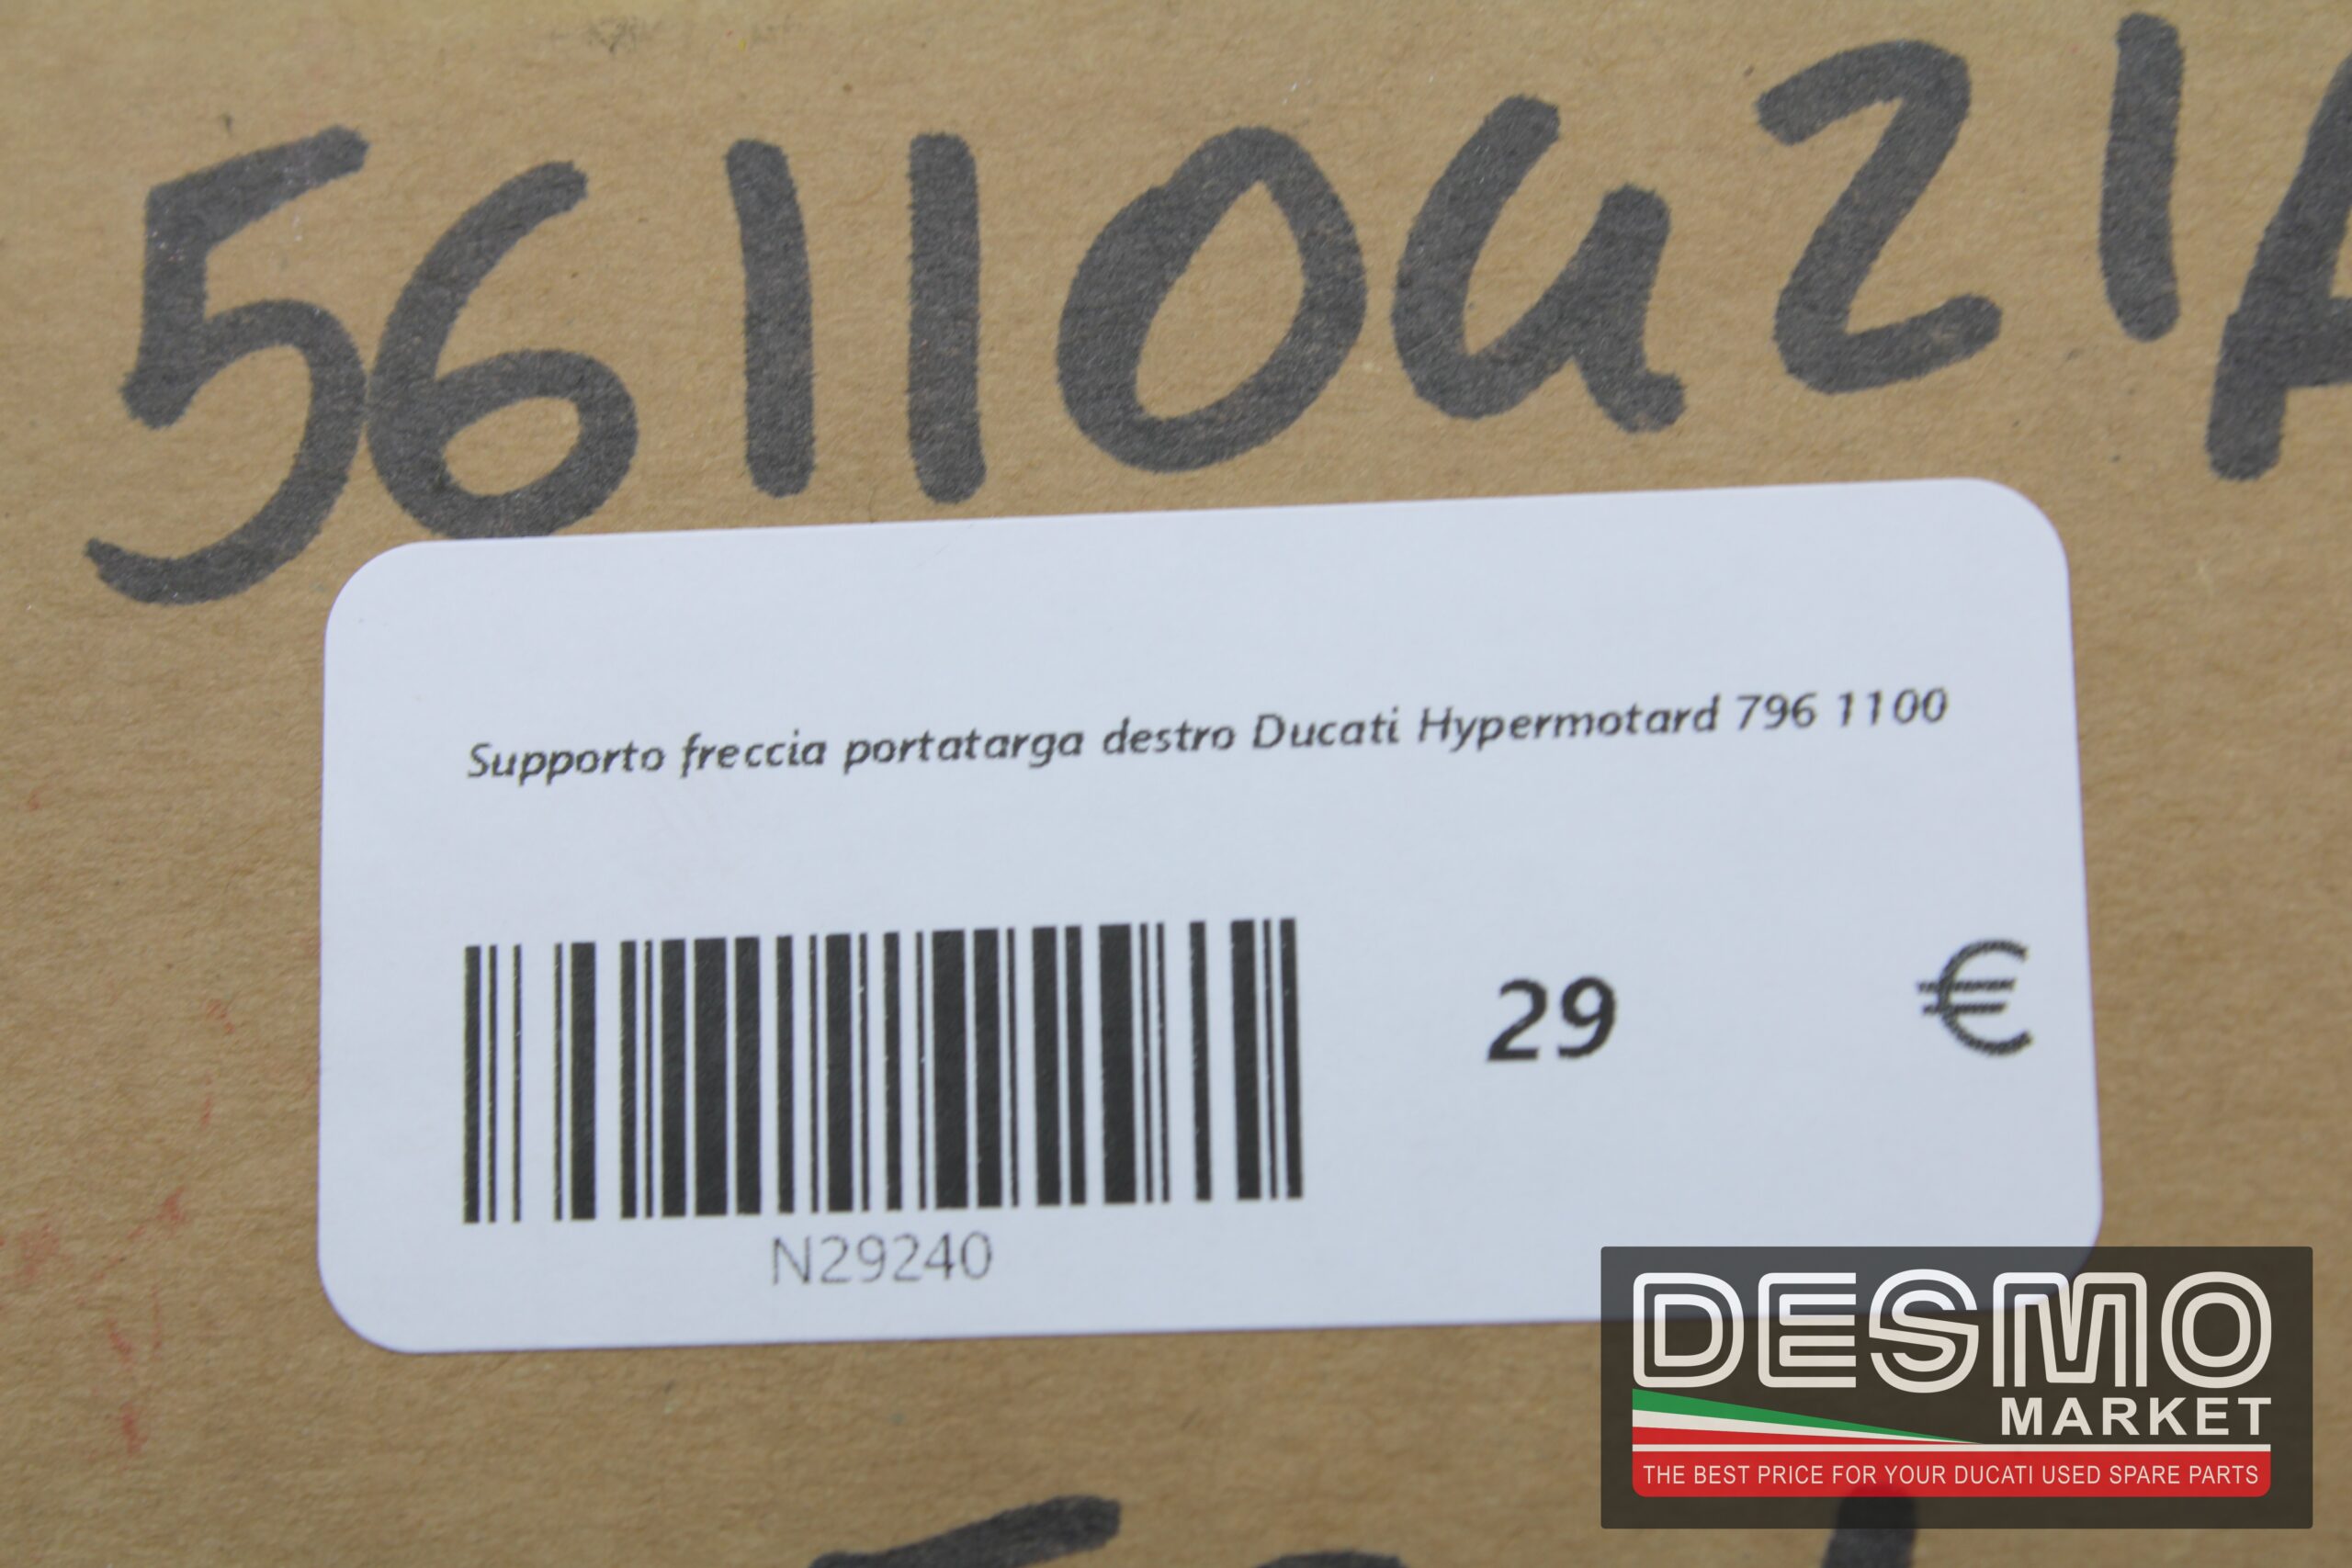 56110421A
Supporto freccia portatarga destro Ducati Hypermotard 796 1100
29 €
N29240
DESMO
MARKET
THE BEST PRICE FOR YOUR DUCATI USED SPARE PARTS